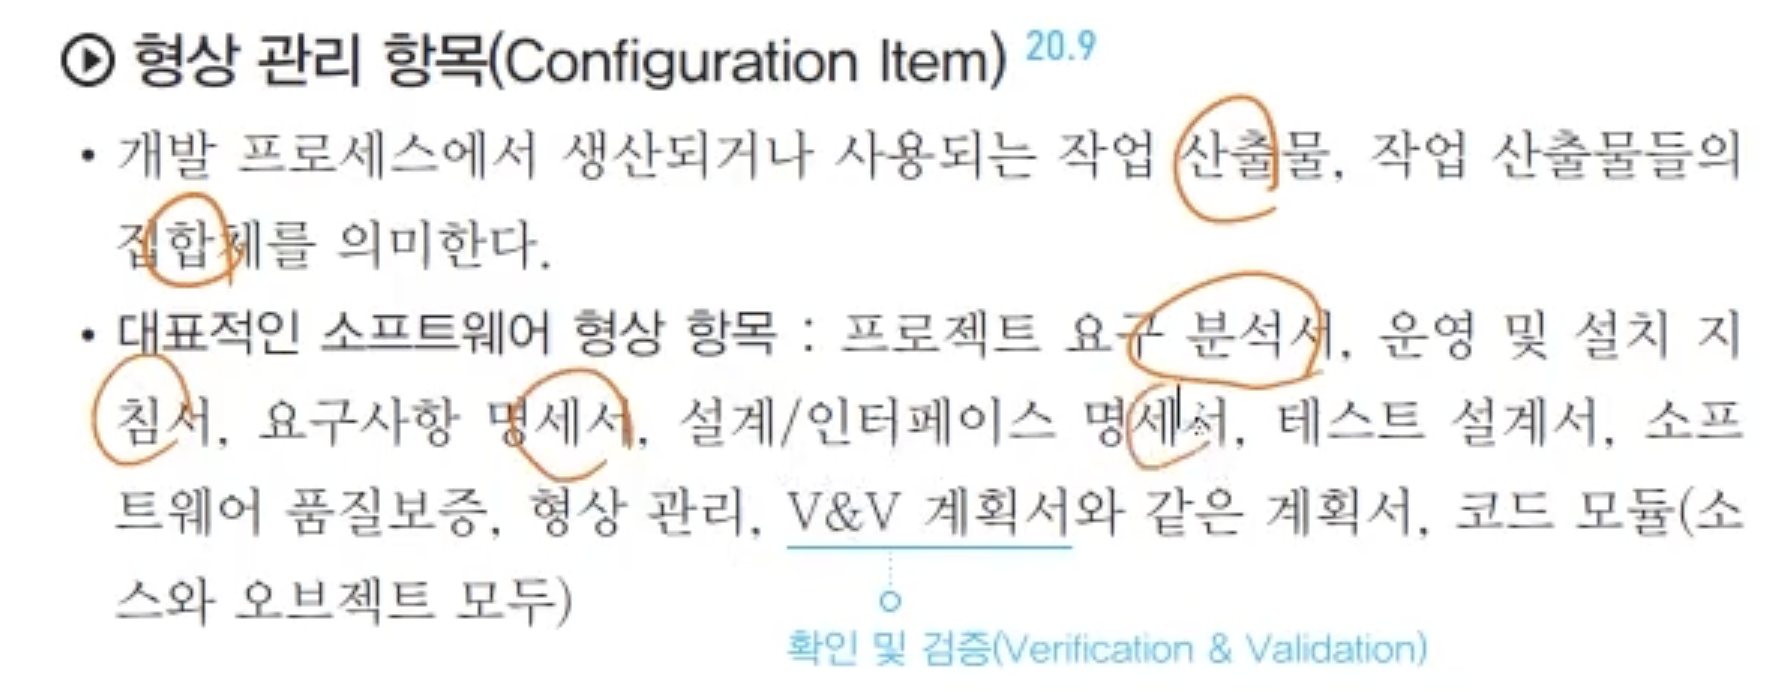 형상 관리 항목(Configuration Item) 20.9
• 개발 프로세스에서 생산되거나 사용되는 작업 산출물, 작업 산출물들의
집합체를 의미한다.
• 대표적인 소프트웨어 형상 항목 : 프로젝트 요구 분석서, 운영 및 설치 지
침서, 요구사항 명세서, 설계/인터페이스 명세서, 테스트 설계서, 소프
트웨어 품질보증, 형상 관리, V&V 계획서와 같은 계획서, 코드 모듈(소
스와 오브젝트 모두)
확인 및 검증(Verification & Validation)